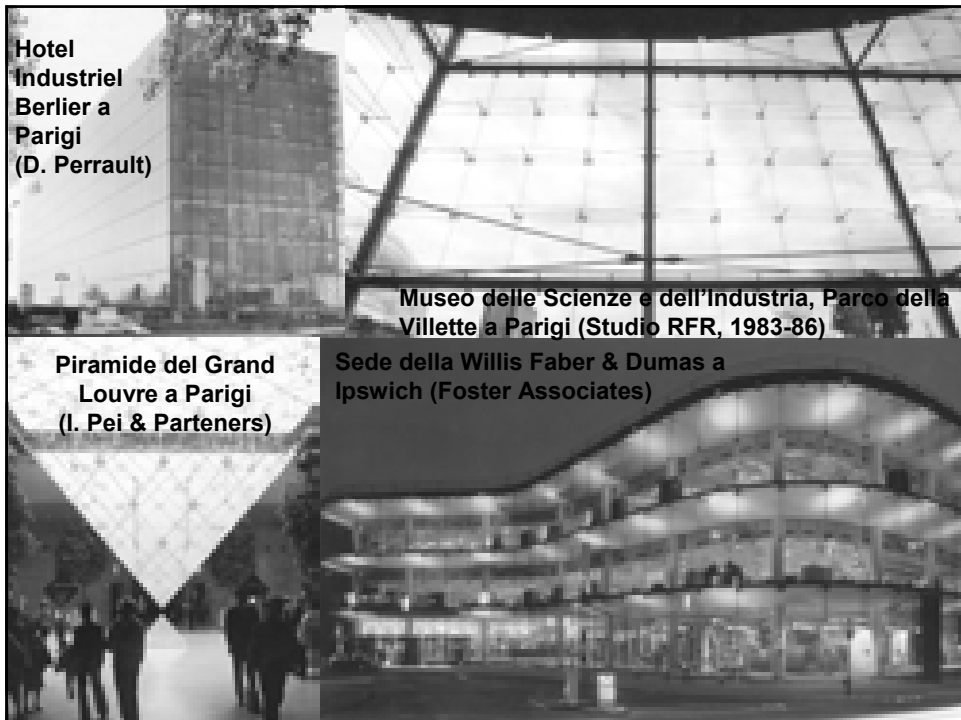 Hotel
Industriel
Berlier a
Parigi
(D. Perrault)
Museo delle Scienze e dell'Industria, Parco della
Villette a Parigi (Studio RFR, 1983-86)
Piramide del Grand
Louvre a Parigi
(I. Pei & Parteners)
Sede della Willis Faber & Dumas a
Ipswich (Foster Associates)